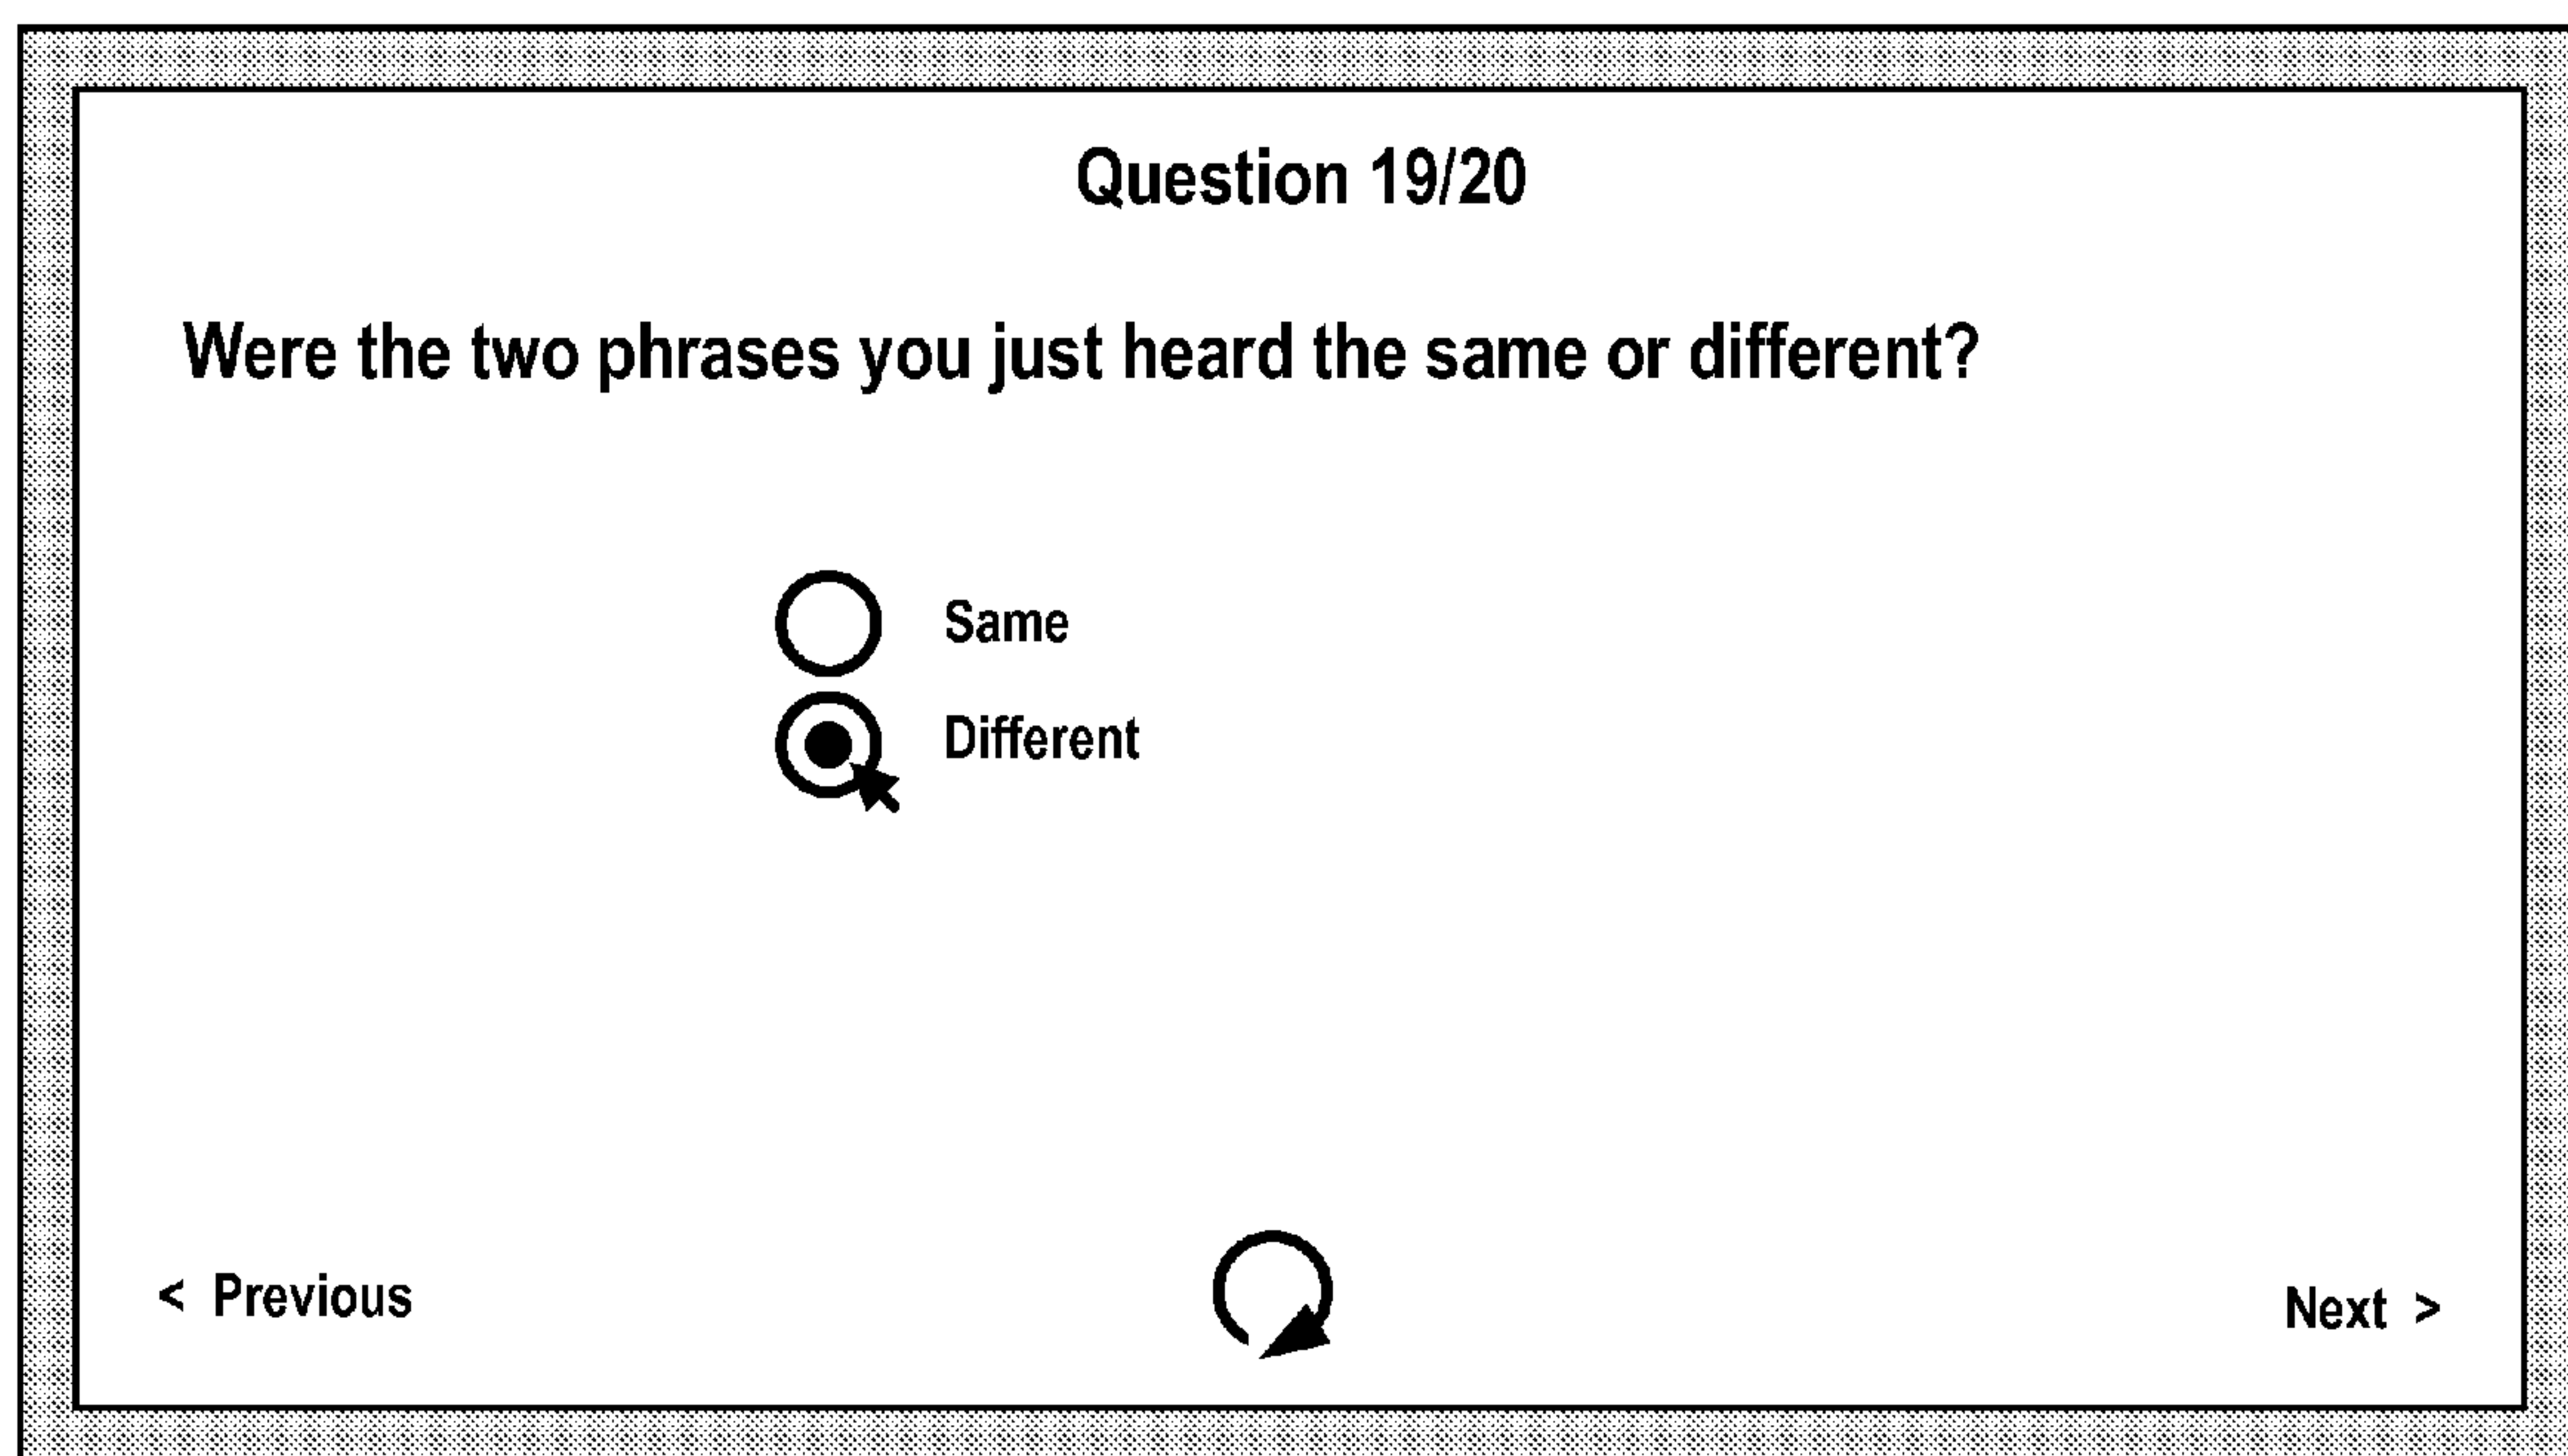 Question 19/20
Were the two phrases you just heard the same or different?
Same
Different
< Previous
Next >